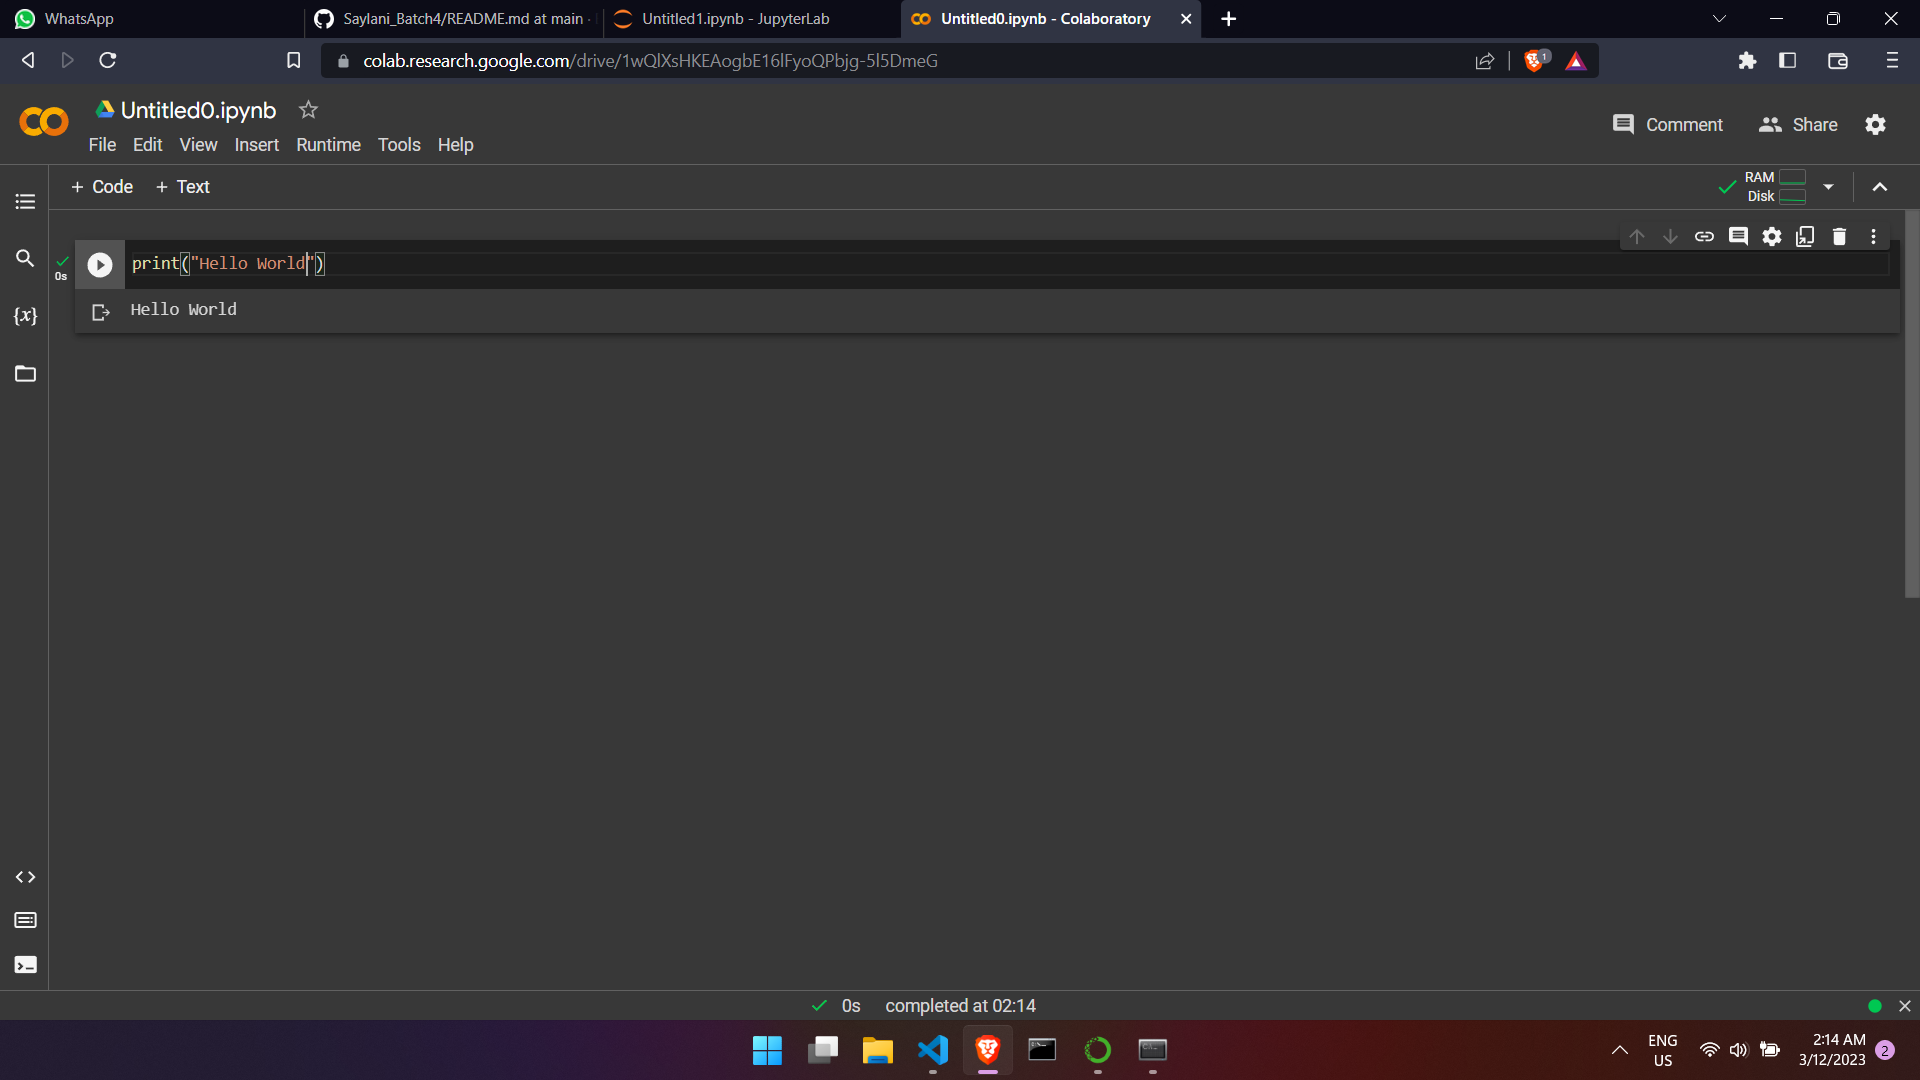 WhatsApp
Saylani_Batch4/README.md at main ·
Untitled1.ipynb - JupyterLab
Untitled0.ipynb - Colaboratory
colab.research.google.com/drive/1wQlXsHKEAogbE16lFyoQPbjg-5l5DmeG
1
Untitled0.ipynb
File Edit View Insert Runtime Tools Help
Comment
Share
+ Code + Text
RAM
Disk
0s
print("Hello World")
Hello World
{x}
0s completed at 02:14
ENG
US
2:14 AM
3/12/2023
2